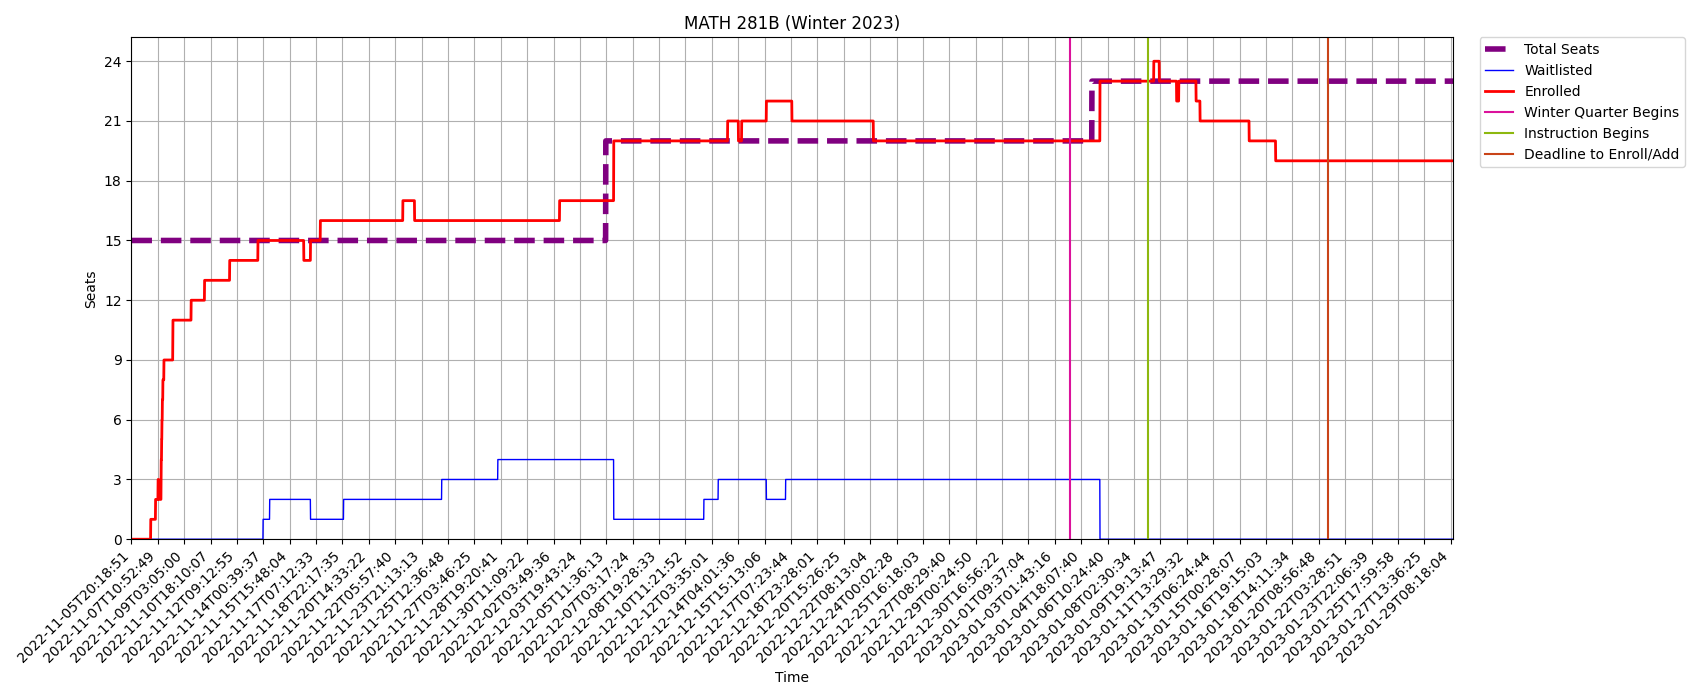 MATH 281B (Winter 2023)
Total Seats
Waitlisted
Enrolled
Winter Quarter Begins
Instruction Begins
Deadline to Enroll/Add
Seats
24
21
18
15
12
9
6
3
0
2022-11-05T20:18:51
2022-11-07T10:52:49
2022-11-09T03:05:00
2022-11-10T18:10:07
2022-11-12T09:12:55
2022-11-14T00:39:37
2022-11-15T15:48:04
2022-11-17T07:12:33
2022-11-18T22:17:35
2022-11-20T14:33:22
2022-11-22T05:57:40
2022-11-23T21:13:13
2022-11-25T12:36:48
2022-11-27T03:46:25
2022-11-28T19:20:41
2022-11-30T11:09:22
2022-12-02T03:49:36
2022-12-03T19:43:24
2022-12-05T11:36:13
2022-12-07T03:17:24
2022-12-08T19:28:33
2022-12-10T11:21:52
2022-12-12T03:35:01
2022-12-14T04:01:36
2022-12-15T15:13:06
2022-12-17T07:23:44
2022-12-18T23:28:01
2022-12-20T15:26:25
2022-12-22T08:13:04
2022-12-24T00:02:28
2022-12-25T16:18:03
2022-12-27T08:29:40
2022-12-29T00:24:50
2022-12-30T16:56:22
2023-01-01T09:37:04
2023-01-03T01:43:16
2023-01-04T18:07:40
2023-01-06T10:24:40
2023-01-08T02:30:34
2023-01-09T19:13:47
2023-01-11T13:29:32
2023-01-13T06:24:44
2023-01-15T00:28:07
2023-01-16T19:15:03
2023-01-18T14:11:34
2023-01-20T08:56:48
2023-01-22T03:28:51
2023-01-23T22:06:39
2023-01-25T17:59:58
2023-01-27T13:36:25
2023-01-29T08:18:04
Time